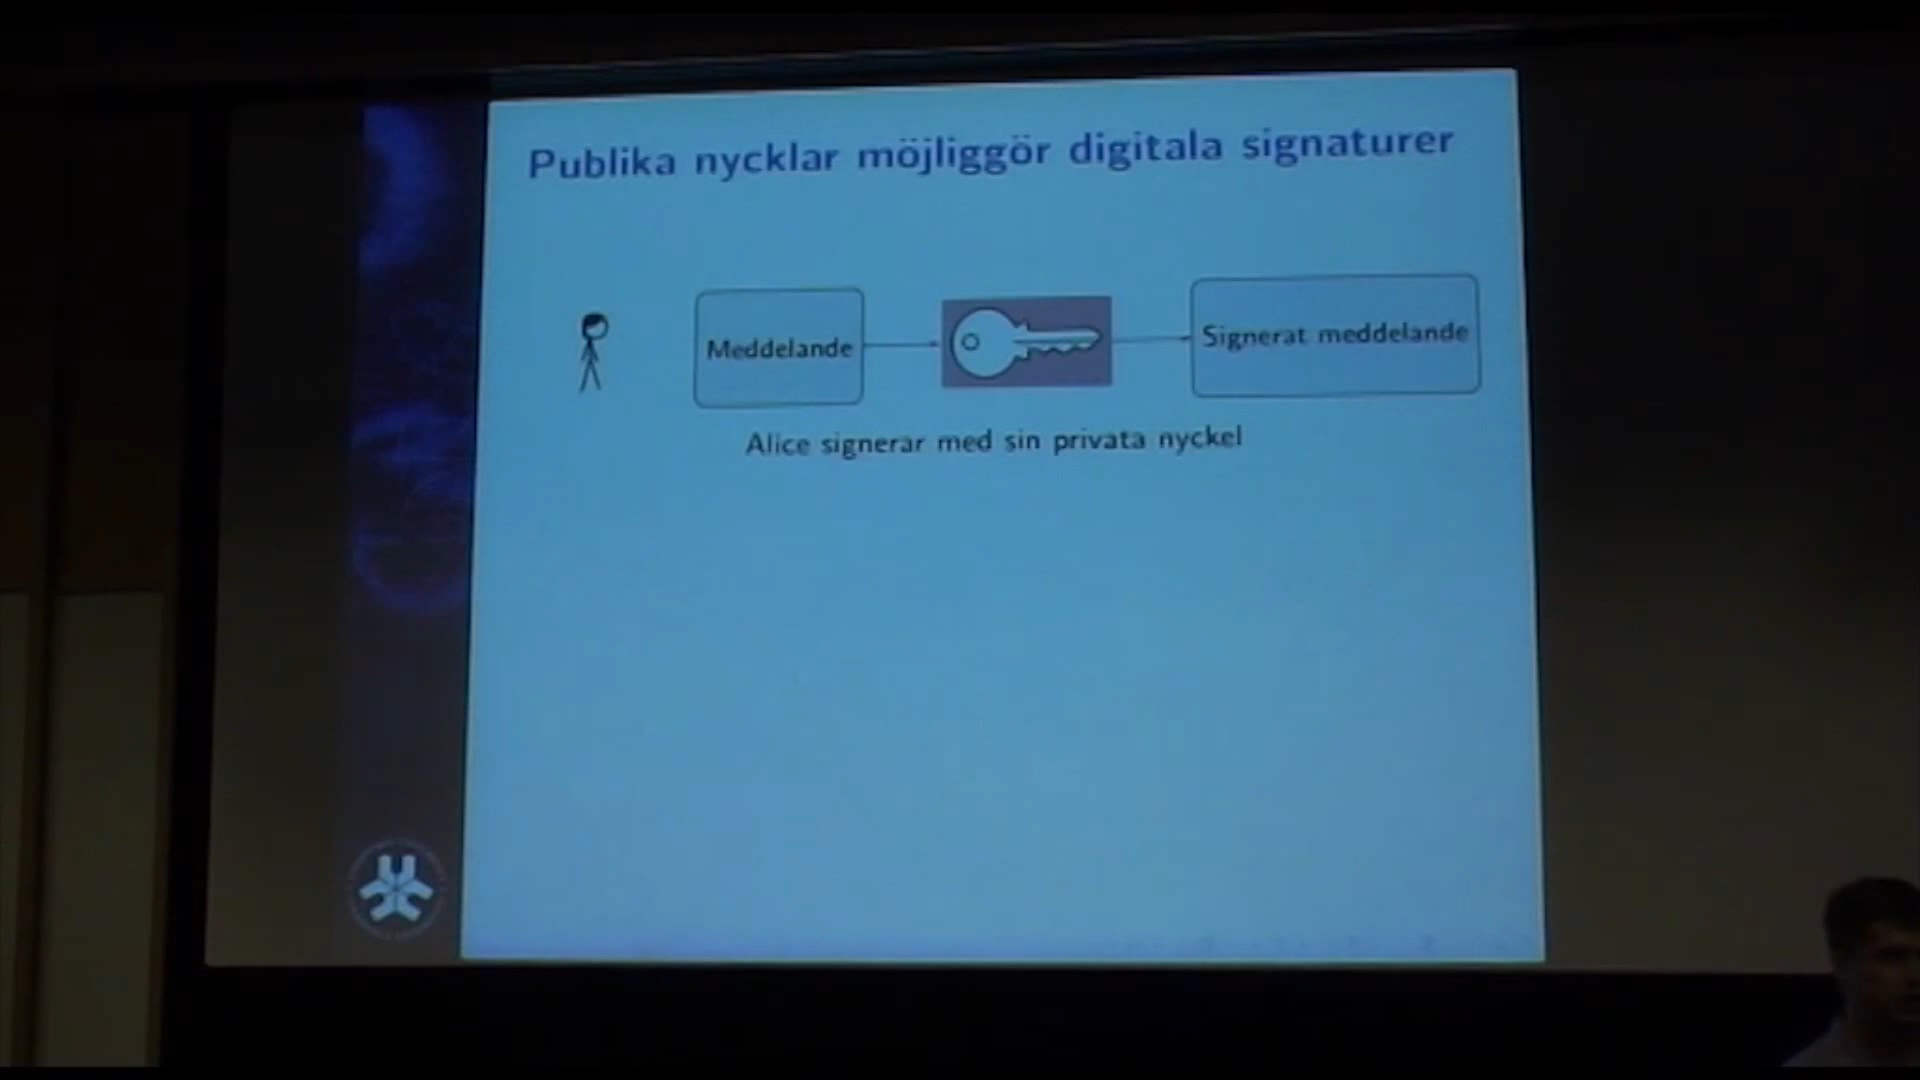 Publika nycklar möjliggör digitala signaturer
Meddelande
Signerat meddelande
Alice signerar med sin privata nyckel